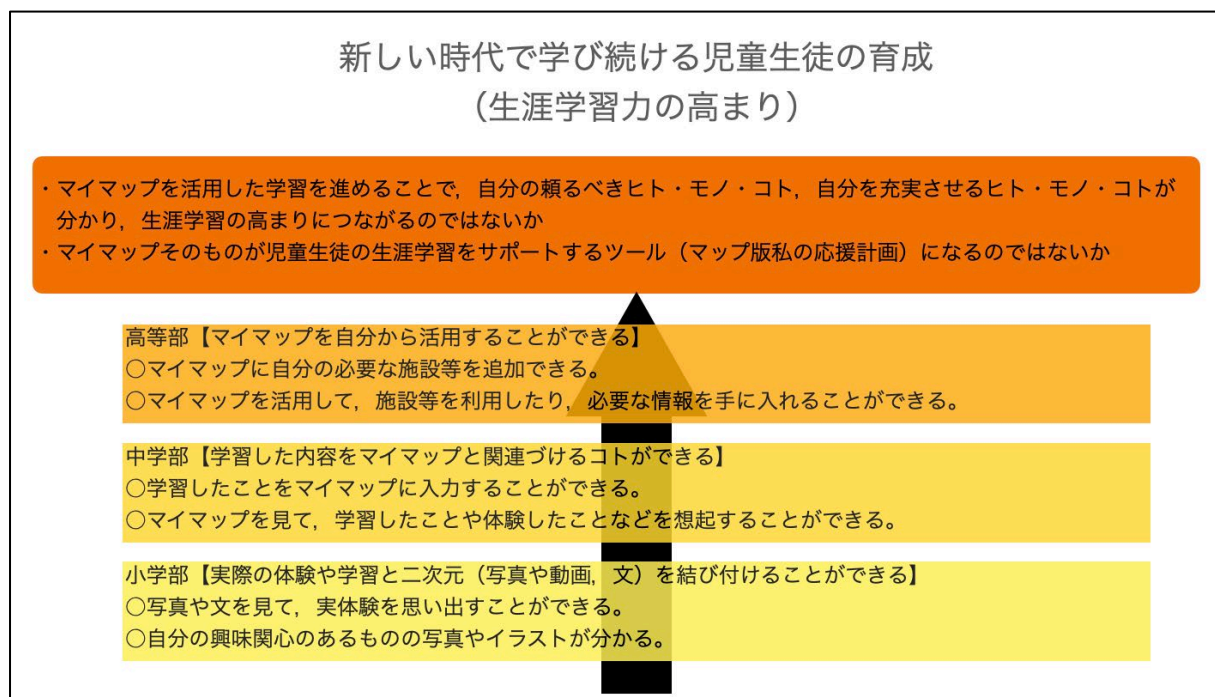 新しい時代で学び続ける児童生徒の育成
（生涯学習力の高まり）
・マイマップを活用した学習を進めることで，自分の頼るべきヒト・モノ・コト，自分を充実させるヒト・モノ・コトが
分かり，生涯学習の高まりにつながるのではないか
・マイマップそのものが児童生徒の生涯学習をサポートするツール（マップ版私の応援計画）になるのではないか
高等部【マイマップを自分から活用することができる】
○マイマップに自分の必要な施設等を追加できる。
○マイマップを活用して，施設等を利用したり，必要な情報を手に入れることができる。
中学部【学習した内容をマイマップと関連づけるコトができる】
○学習したことをマイマップに入力することができる。
○マイマップを見て，学習したことや体験したことなどを想起することができる。
小学部【実際の体験や学習と二次元（写真や動画，文）を結び付けることができる】
○写真や文を見て，実体験を思い出すことができる。
○自分の興味関心のあるものの写真やイラストが分かる。